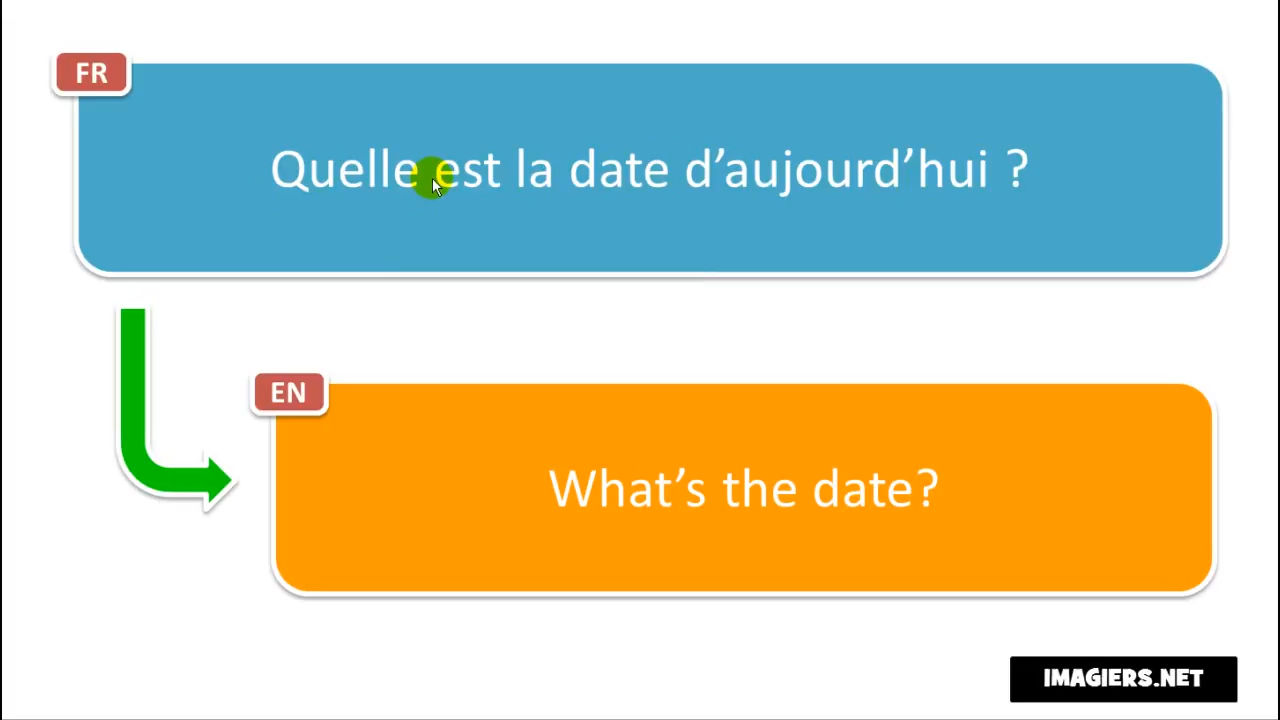 FR
Quelle est la date d’aujourd’hui ?
EN
What’s the date?
IMAGIERS.NET